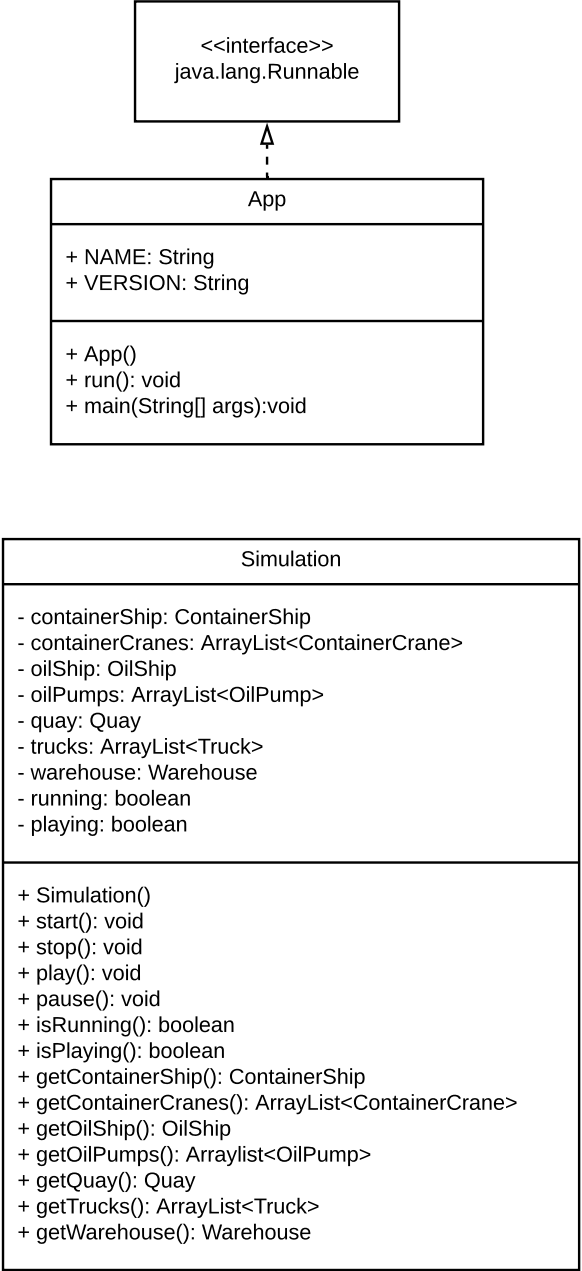 <<interface>>
java.lang.Runnable
App
+ NAME: String
+ VERSION: String
+ App()
+ run(): void
+ main(String[] args):void
Simulation
- containerShip: ContainerShip
- containerCranes: ArrayList<ContainerCrane>
- oilShip: OilShip
- oilPumps: ArrayList<OilPump>
- quay: Quay
- trucks: ArrayList<Truck>
- warehouse: Warehouse
- running: boolean
- playing: boolean
+ Simulation()
+ start(): void
+ stop(): void
+ play(): void
+ pause(): void
+ isRunning(): boolean
+ isPlaying(): boolean
+ getContainerShip(): ContainerShip
+ getContainerCranes(): ArrayList<ContainerCrane>
+ getOilShip(): OilShip
+ getOilPumps(): Arraylist<OilPump>
+ getQuay(): Quay
+ getTrucks(): ArrayList<Truck>
+ getWarehouse(): Warehouse